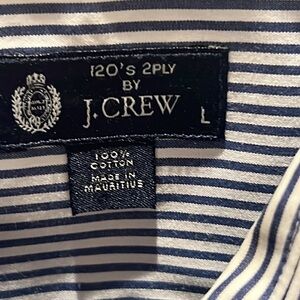 120's 2PLY
BY
J.CREW
L
100%
COTTON
MADE IN
MAURITIUS